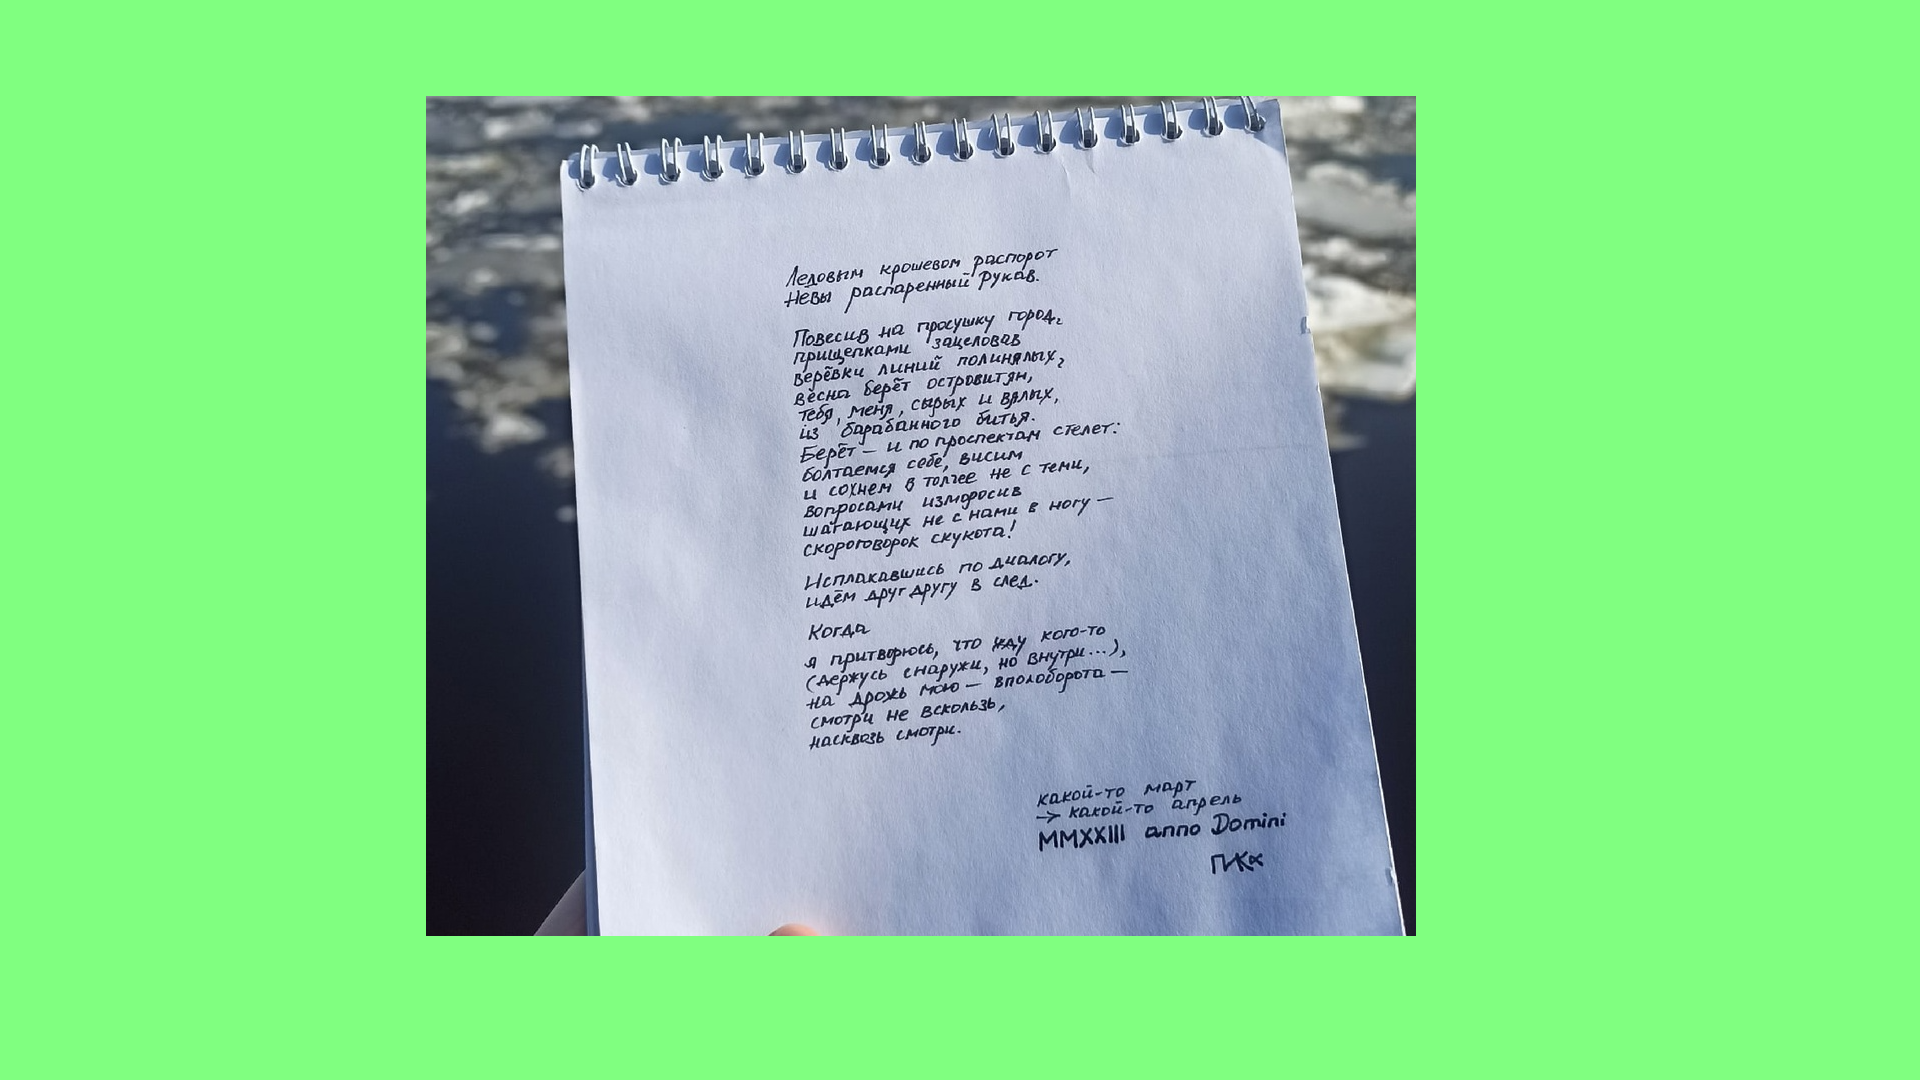 Ледовым крошевом распорот
Невы распаренный рукав.
Повесив на просушку город,
прищепками зацеловав
верёвки линий полинялых,
весна берёт островитян,
тебя, меня, сырых и вялых,
из барабанного битья.
Берёт — и по проспектам стелет:
болтаемся себе, висим
и сохнем в толчее не с теми,
вопросами изморосив
шагающих не с нами в ногу —
скороговорок скукота!
Исплакавшись по диалогу,
идём друг другу в след.
Когда
я притворюсь, что жду кого-то
(держусь снаружи, но внутри...),
на дрожь мою — вполоборота —
смотри не вскользь,
насквозь смотри.
какой-то март
→ какой-то апрель
MMXXIII anno Domini